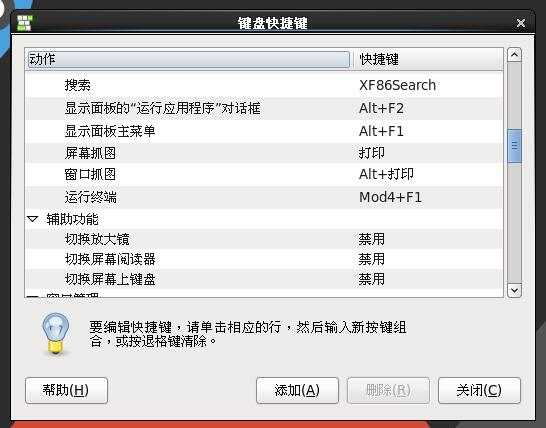 键盘快捷键
动作 快捷键
搜索 XF86Search
显示面板的“运行应用程序”对话框 Alt+F2
显示面板主菜单 Alt+F1
屏幕抓图 打印
窗口抓图 Alt+打印
运行终端 Mod4+F1
辅助功能
切换放大镜 禁用
切换屏幕阅读器 禁用
切换屏幕上键盘 禁用
窗口管理
要编辑快捷键，请单击相应的行，然后输入新按键组
合，或按退格键清除。
帮助(H) 添加(A) 删除(R) 关闭(C)